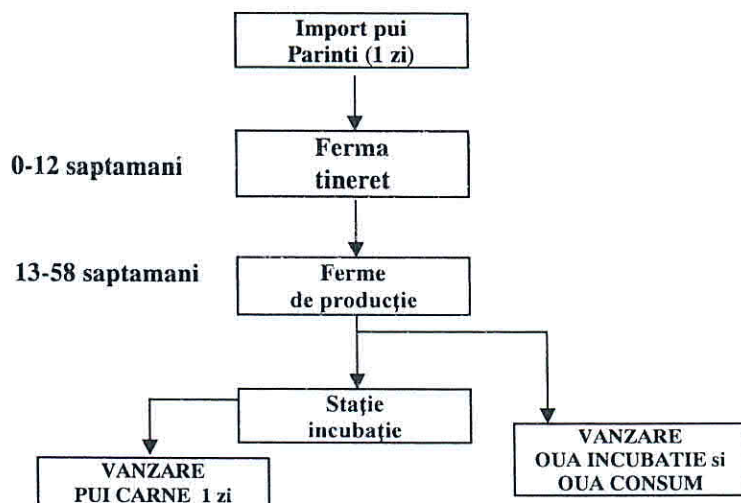 Import pui
Parinti (1 zi)
0-12 saptamani
Ferma
tineret
13-58 saptamani
Ferme
de producție
Stație
incubație
VANZARE
PUI CARNE 1 zi
VANZARE
OUA INCUBATIE si
OUA CONSUM